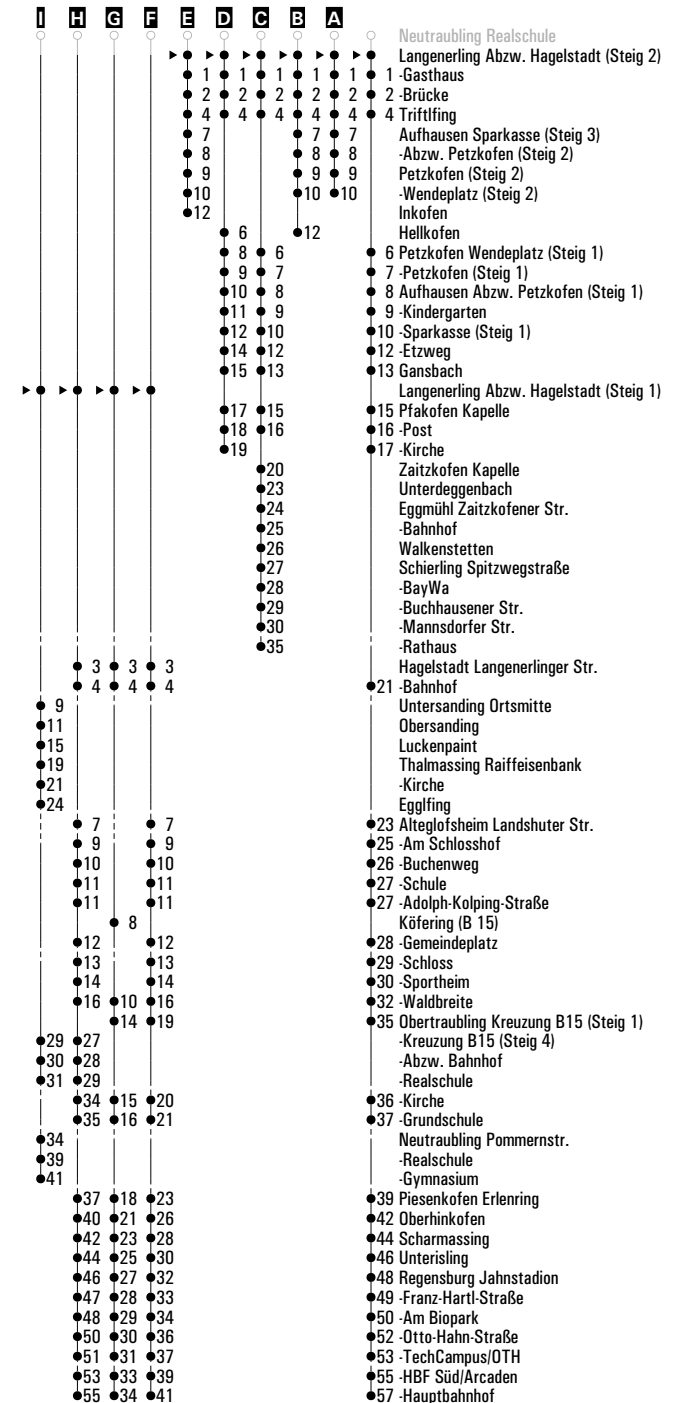 I H G F E D C B A
Neutraubling Realschule
Langenerling Abzw. Hagelstadt (Steig 2)
1 1 1 1 1 1 -Gasthaus
2 2 2 2 2 2 -Brücke
4 4 4 4 4 4 Triftlfing
7 7 7 Aufhausen Sparkasse (Steig 3)
8 8 8 -Abzw. Petzkofen (Steig 2)
9 9 9 Petzkofen (Steig 2)
10 10 10 -Wendeplatz (Steig 2)
12 Inkofen
6 12 Hellkofen
8 6 6 Petzkofen Wendeplatz (Steig 1)
9 7 7 -Petzkofen (Steig 1)
10 8 8 Aufhausen Abzw. Petzkofen (Steig 1)
11 9 9 -Kindergarten
12 10 10 -Sparkasse (Steig 1)
14 12 12 -Etzweg
15 13 13 Gansbach
Langenerling Abzw. Hagelstadt (Steig 1)
17 15 15 Pfakofen Kapelle
18 16 16 -Post
19 17 -Kirche
20 Zaitzkofen Kapelle
23 Unterdeggenbach
24 Eggmühl Zaitzkofener Str.
25 -Bahnhof
26 Walkenstetten
27 Schierling Spitzwegstraße
28 -BayWa
29 -Buchhausener Str.
30 -Mannsdorfer Str.
35 -Rathaus
3 3 3 Hagelstadt Langenerlinger Str.
4 4 4 21 -Bahnhof
9 Untersanding Ortsmitte
11 Obersanding
15 Luckenpaint
19 Thalmassing Raiffeisenbank
21 -Kirche
24 Egglfing
7 7 23 Alteglofsheim Landshuter Str.
9 9 25 -Am Schlosshof
10 10 26 -Buchenweg
11 11 27 -Schule
11 11 27 -Adolph-Kolping-Straße
8 Köfering (B 15)
12 12 28 -Gemeindeplatz
13 13 29 -Schloss
14 14 30 -Sportheim
16 10 16 32 -Waldbreite
14 19 35 Obertraubling Kreuzung B15 (Steig 1)
29 27 -Kreuzung B15 (Steig 4)
30 28 -Abzw. Bahnhof
31 29 -Realschule
34 15 20 36 -Kirche
35 16 21 37 -Grundschule
34 Neutraubling Pommernstr.
39 -Realschule
41 -Gymnasium
37 18 23 39 Piesenkofen Erlenring
40 21 26 42 Oberhinkofen
42 23 28 44 Scharmassing
44 25 30 46 Unterisling
46 27 32 48 Regensburg Jahnstadion
47 28 33 49 -Franz-Hartl-Straße
48 29 34 50 -Am Biopark
50 30 36 52 -Otto-Hahn-Straße
51 31 37 53 -TechCampus/OTH
53 33 39 55 -HBF Süd/Arcaden
55 34 41 57 -Hauptbahnhof